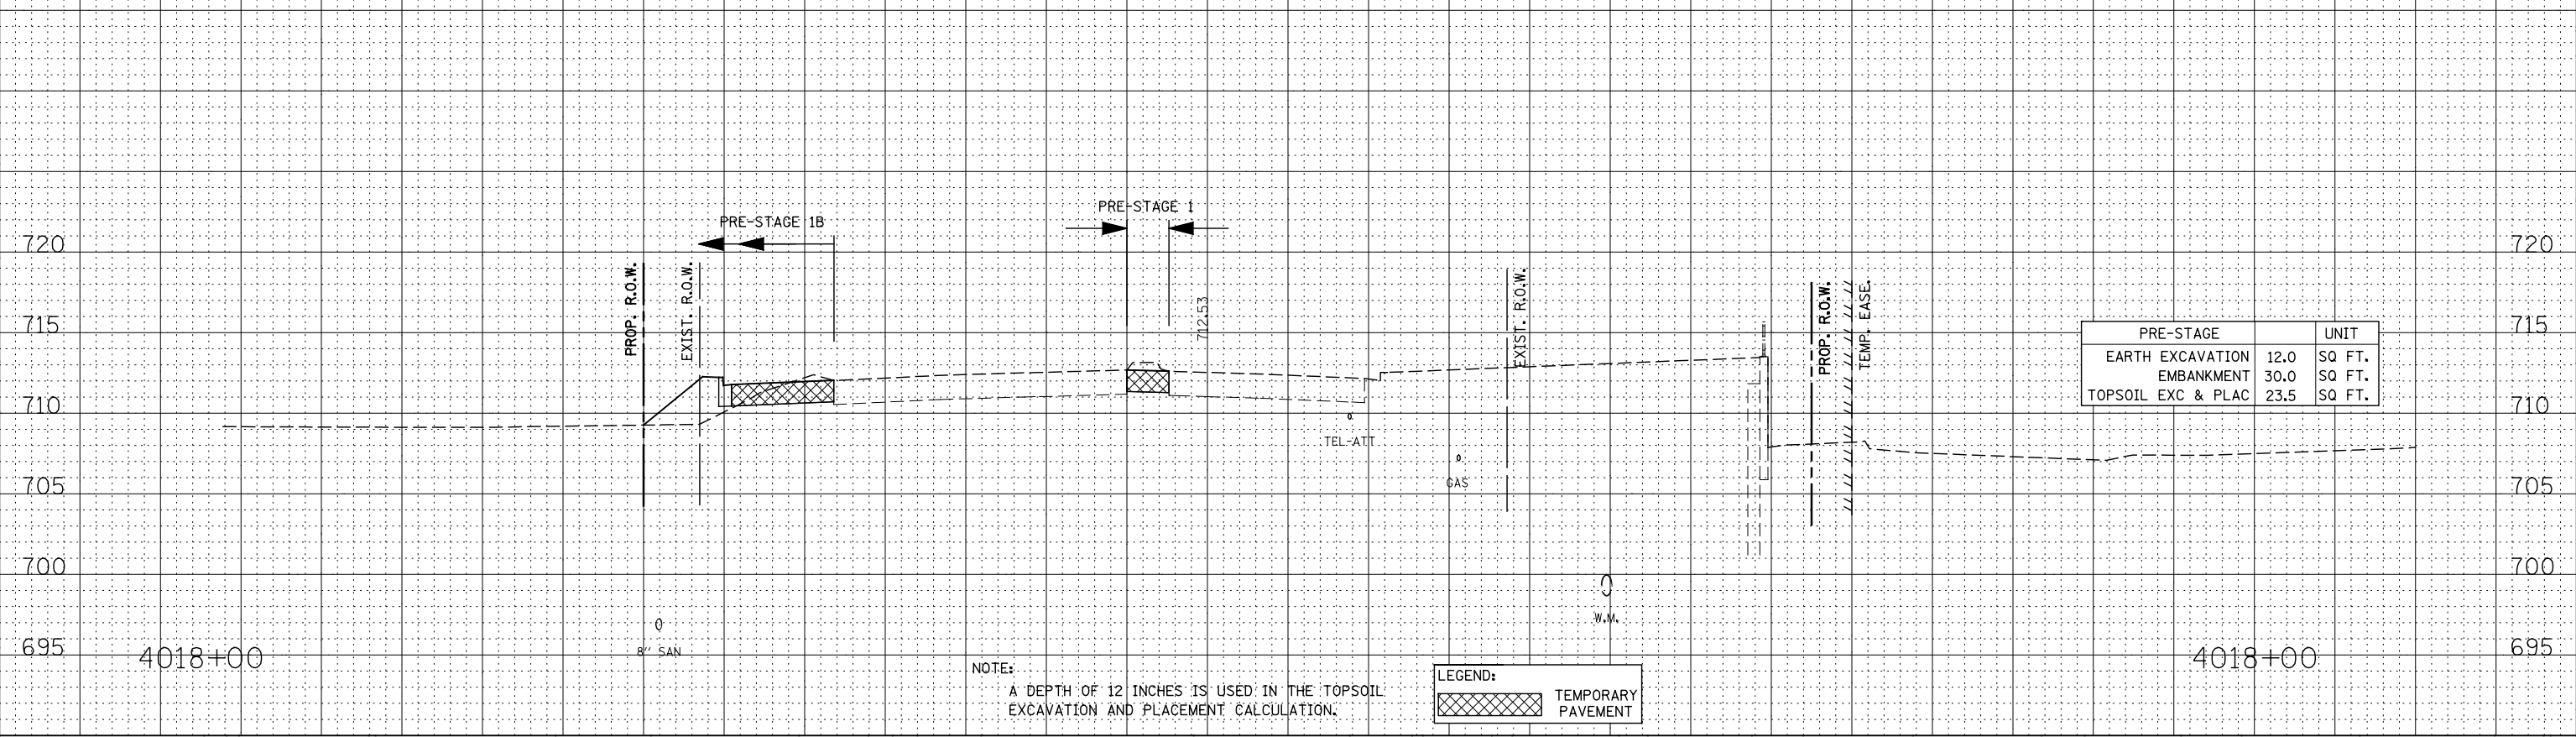 PRE-STAGE 1
PRE-STAGE 1B
720
720
PROP. R.O.W.
EXIST. R.O.W.
712.53
EXIST. R.O.W.
PROP. R.O.W.
TEMP. EASE.
715
715
PRE-STAGE UNIT
EARTH EXCAVATION 12.0 SQ FT.
EMBANKMENT 30.0 SQ FT.
TOPSOIL EXC & PLAC 23.5 SQ FT.
710
710
TEL-ATT
GAS
705
705
700
700
W.M.
8'' SAN
695
695
4018+00
4018+00
NOTE:
A DEPTH OF 12 INCHES IS USED IN THE TOPSOIL
EXCAVATION AND PLACEMENT CALCULATION.
LEGEND:
TEMPORARY
PAVEMENT